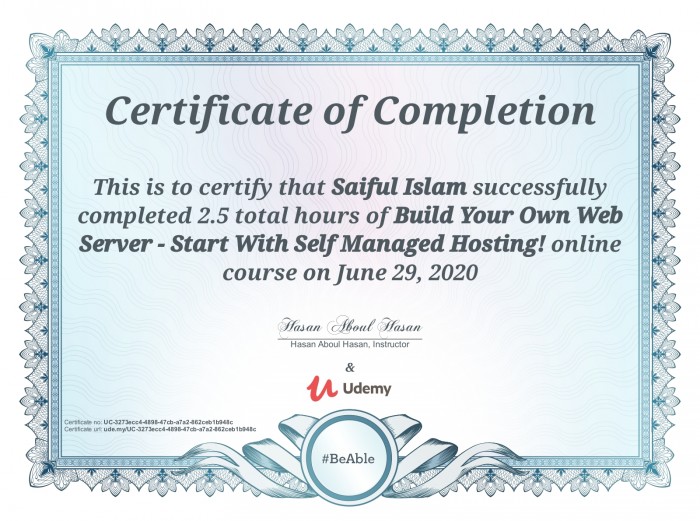 Certificate of Completion
This is to certify that Saiful Islam successfully
completed 2.5 total hours of Build Your Own Web
Server - Start With Self Managed Hosting! online
course on June 29, 2020
Hasan Aboul Hasan
Hasan Aboul Hasan, Instructor
&
Udemy
Certificate no: UC-3273ecc4-4898-47cb-a7a2-862ceb1b948c
Certificate url: ude.my/UC-3273ecc4-4898-47cb-a7a2-862ceb1b948c
#BeAble